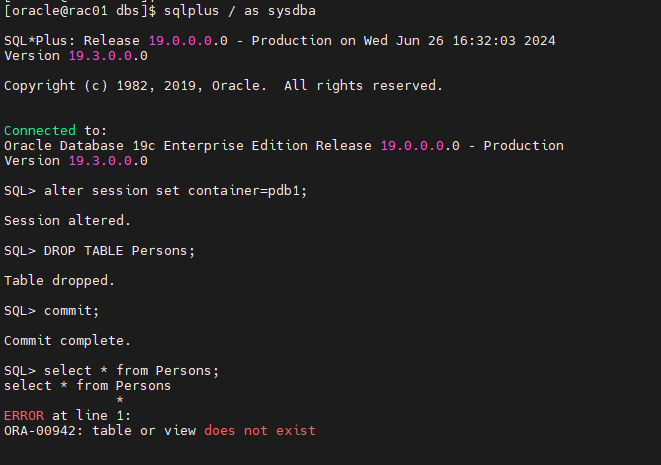 [oracle@rac01 dbs]$ sqlplus / as sysdba
SQL*Plus: Release 19.0.0.0.0 - Production on Wed Jun 26 16:32:03 2024
Version 19.3.0.0.0
Copyright (c) 1982, 2019, Oracle.  All rights reserved.
Connected to:
Oracle Database 19c Enterprise Edition Release 19.0.0.0.0 - Production
Version 19.3.0.0.0
SQL> alter session set container=pdb1;
Session altered.
SQL> DROP TABLE Persons;
Table dropped.
SQL> commit;
Commit complete.
SQL> select * from Persons;
select * from Persons
*
ERROR at line 1:
ORA-00942: table or view does not exist